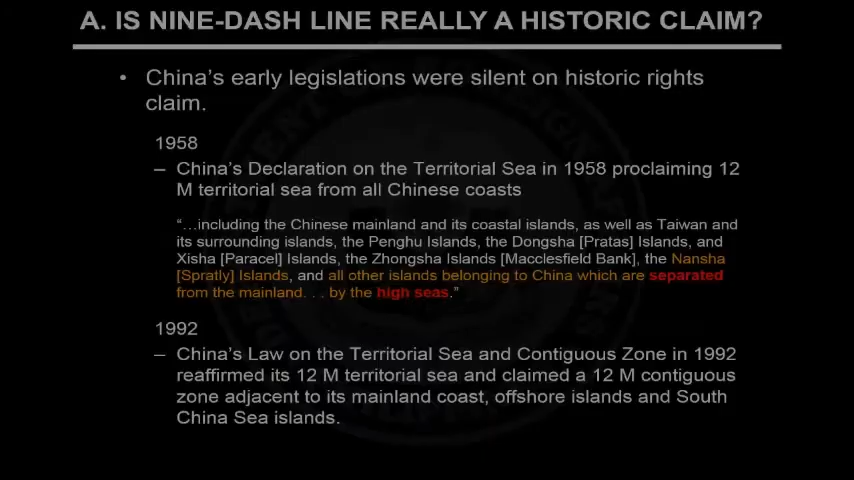 A. IS NINE-DASH LINE REALLY A HISTORIC CLAIM?
• China's early legislations were silent on historic rights
claim.
1958
– China's Declaration on the Territorial Sea in 1958 proclaiming 12
M territorial sea from all Chinese coasts
“…including the Chinese mainland and its coastal islands, as well as Taiwan and
its surrounding islands, the Penghu Islands, the Dongsha [Pratas] Islands, and
Xisha [Paracel] Islands, the Zhongsha Islands [Macclesfield Bank], the Nansha
[Spratly] Islands, and all other islands belonging to China which are separated
from the mainland. . . by the high seas.”
1992
– China's Law on the Territorial Sea and Contiguous Zone in 1992
reaffirmed its 12 M territorial sea and claimed a 12 M contiguous
zone adjacent to its mainland coast, offshore islands and South
China Sea islands.